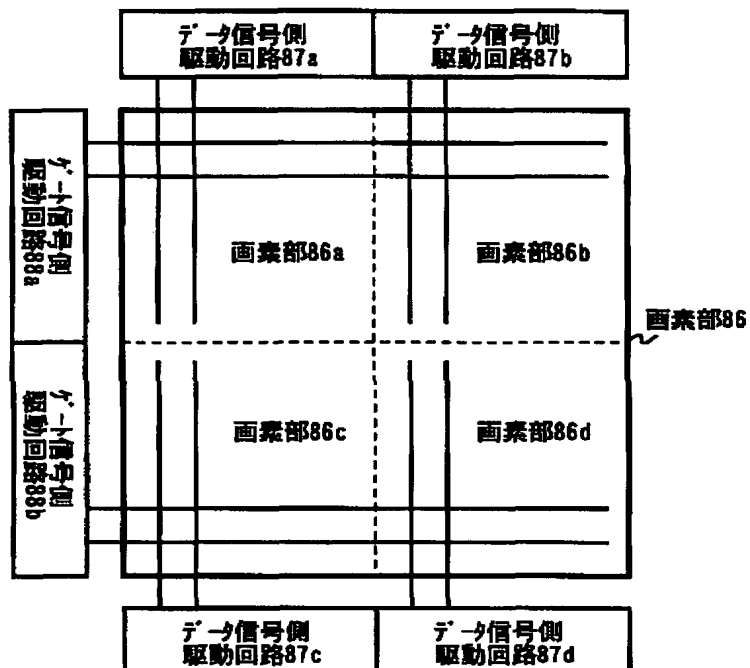 ﾃﾞｰﾀ信号側
駆動回路87a
ﾃﾞｰﾀ信号側
駆動回路87b
ｹﾞｰﾄ信号側
駆動回路88a
画素部86a
画素部86b
画素部86
ｹﾞｰﾄ信号側
駆動回路88b
画素部86c
画素部86d
ﾃﾞｰﾀ信号側
駆動回路87c
ﾃﾞｰﾀ信号側
駆動回路87d